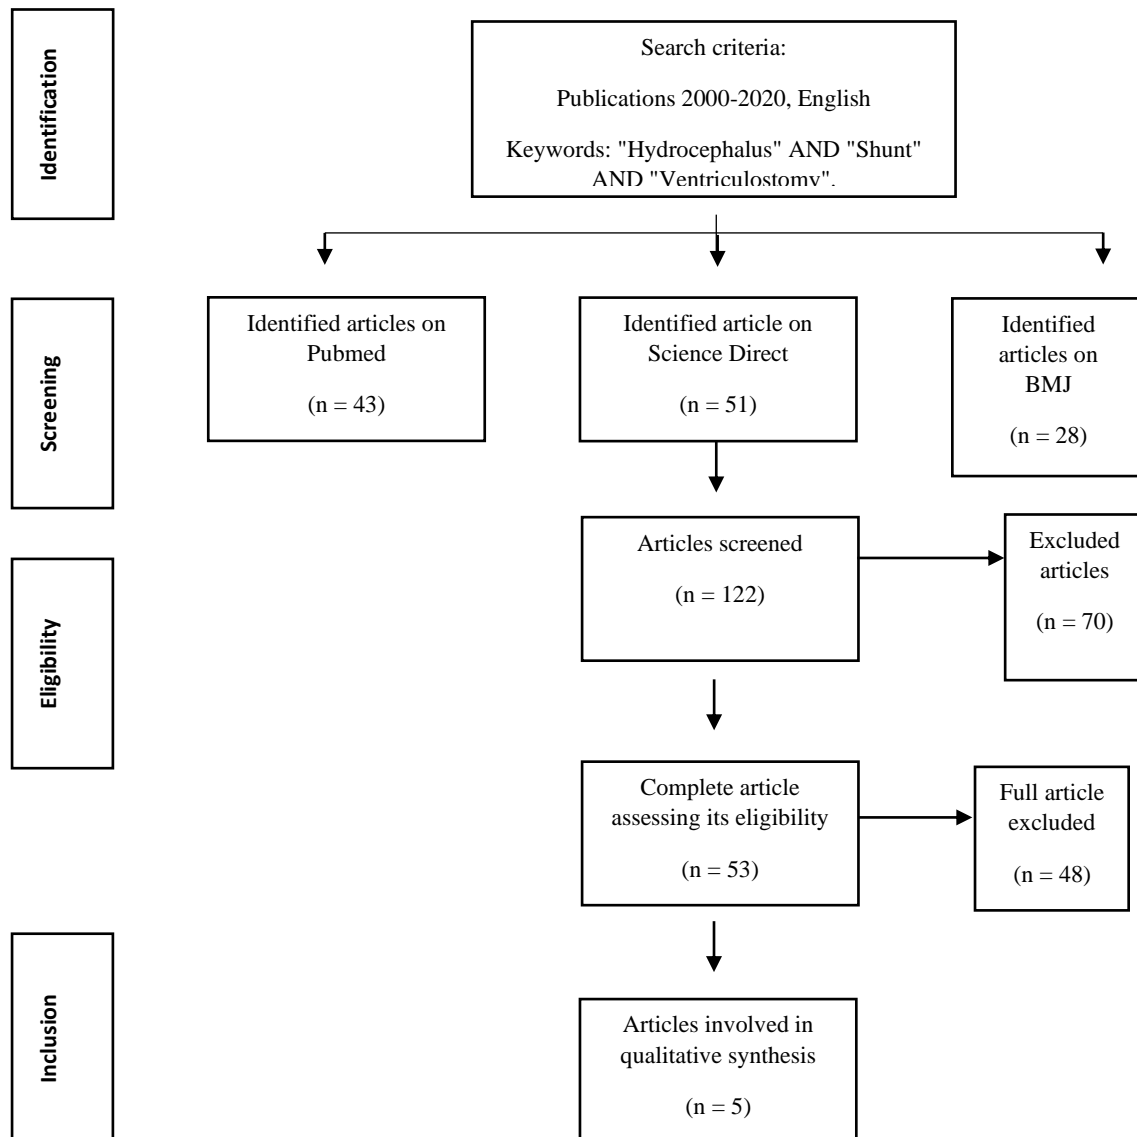 Identification
Search criteria:
Publications 2000-2020, English
Keywords: "Hydrocephalus" AND "Shunt"
AND "Ventriculostomy".
Screening
Identified articles on
Pubmed
(n = 43)
Identified article on
Science Direct
(n = 51)
Identified
articles on
BMJ
(n = 28)
Articles screened
(n = 122)
Excluded
articles
(n = 70)
Eligibility
Complete article
assessing its eligibility
(n = 53)
Full article
excluded
(n = 48)
Inclusion
Articles involved in
qualitative synthesis
(n = 5)